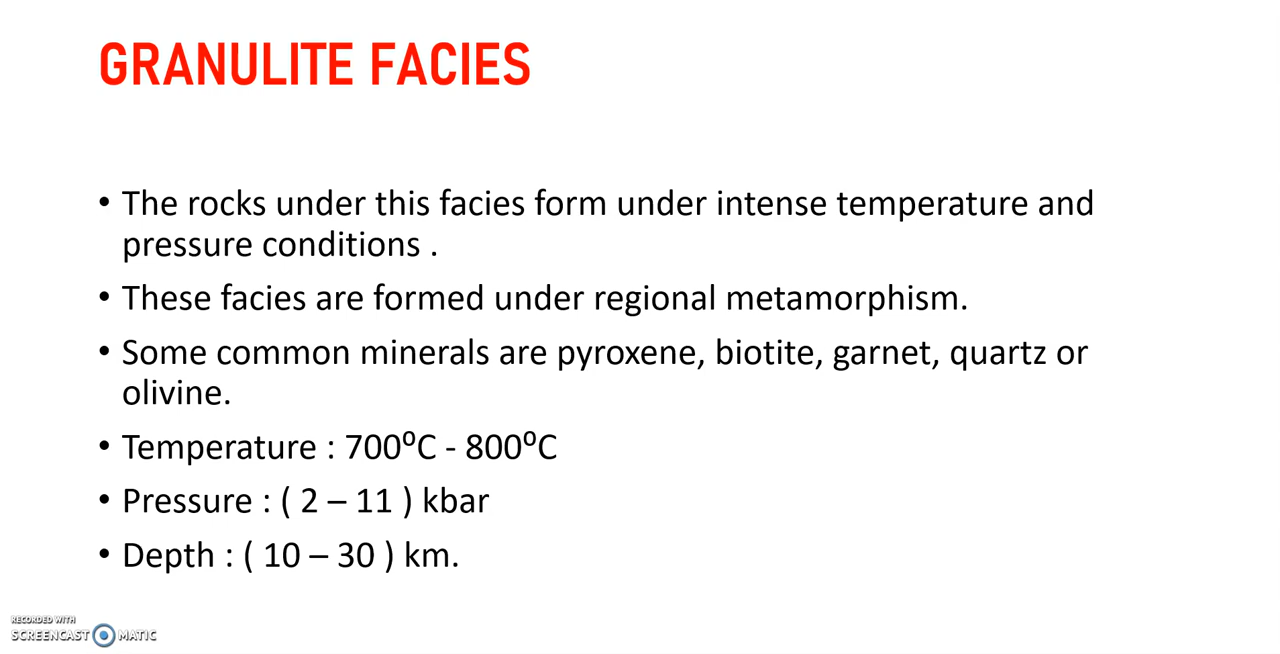 GRANULITE FACIES
• The rocks under this facies form under intense temperature and
pressure conditions .
• These facies are formed under regional metamorphism.
• Some common minerals are pyroxene, biotite, garnet, quartz or
olivine.
• Temperature : 700⁰C - 800⁰C
• Pressure : ( 2 – 11 ) kbar
• Depth : ( 10 – 30 ) km.
RECORDED WITH
SCREENCAST MATIC